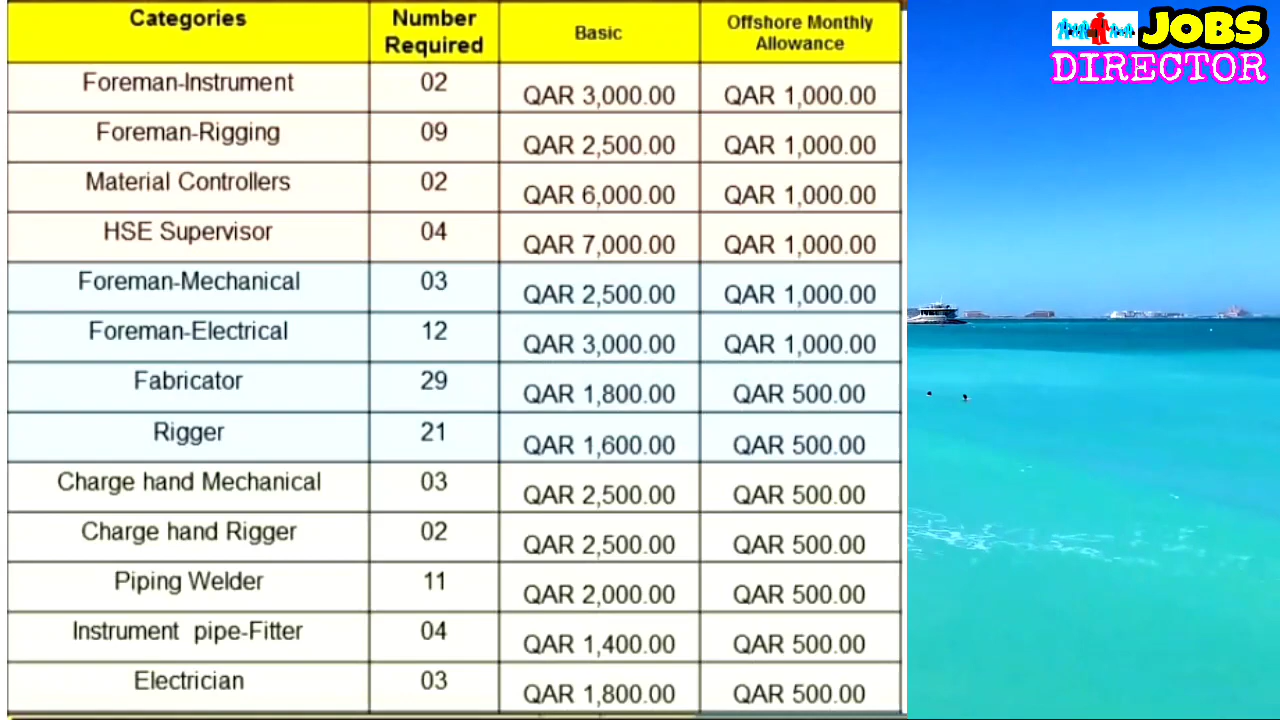 Categories
Number
Required
Basic
Offshore Monthly
Allowance
Foreman-Instrument 02 QAR 3,000.00 QAR 1,000.00
Foreman-Rigging 09 QAR 2,500.00 QAR 1,000.00
Material Controllers 02 QAR 6,000.00 QAR 1,000.00
HSE Supervisor 04 QAR 7,000.00 QAR 1,000.00
Foreman-Mechanical 03 QAR 2,500.00 QAR 1,000.00
Foreman-Electrical 12 QAR 3,000.00 QAR 1,000.00
Fabricator 29 QAR 1,800.00 QAR 500.00
Rigger 21 QAR 1,600.00 QAR 500.00
Charge hand Mechanical 03 QAR 2,500.00 QAR 500.00
Charge hand Rigger 02 QAR 2,500.00 QAR 500.00
Piping Welder 11 QAR 2,000.00 QAR 500.00
Instrument pipe-Fitter 04 QAR 1,400.00 QAR 500.00
Electrician 03 QAR 1,800.00 QAR 500.00
JOBS
DIRECTOR